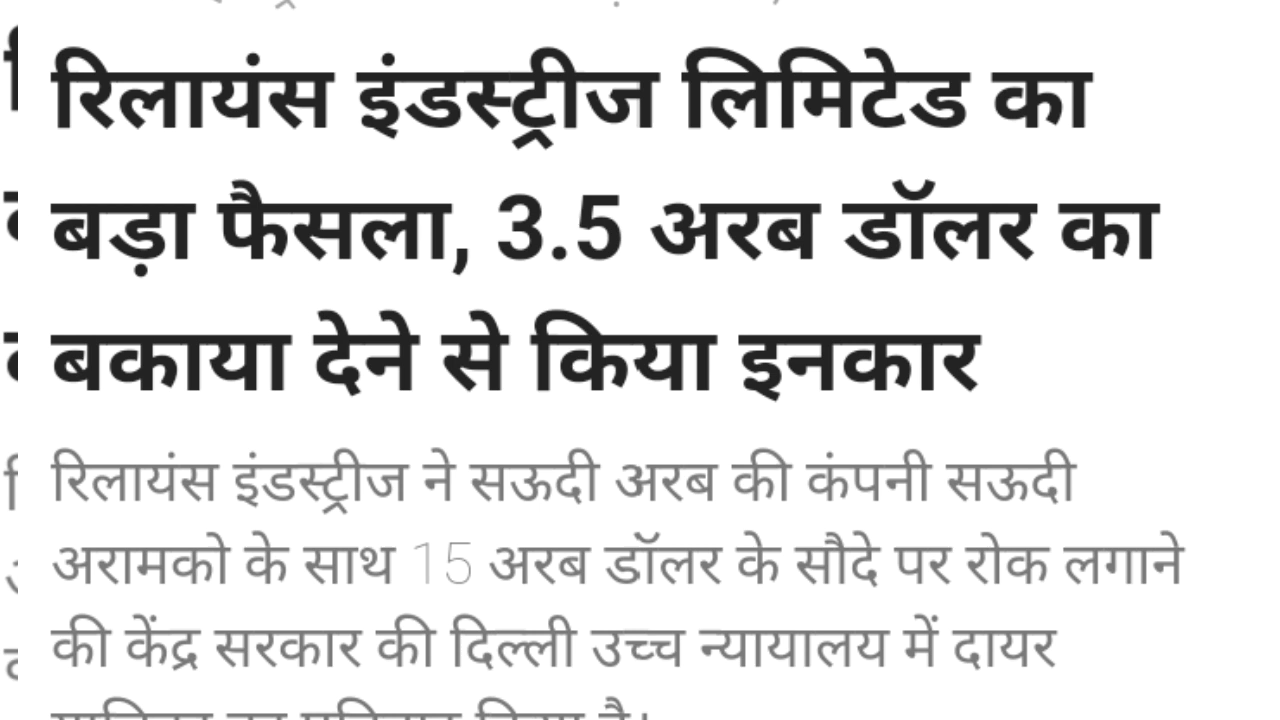 रिलायंस इंडस्ट्रीज लिमिटेड का
बड़ा फैसला, 3.5 अरब डॉलर का
बकाया देने से किया इनकार
रिलायंस इंडस्ट्रीज ने सऊदी अरब की कंपनी सऊदी
अरामको के साथ 15 अरब डॉलर के सौदे पर रोक लगाने
की केंद्र सरकार की दिल्ली उच्च न्यायालय में दायर